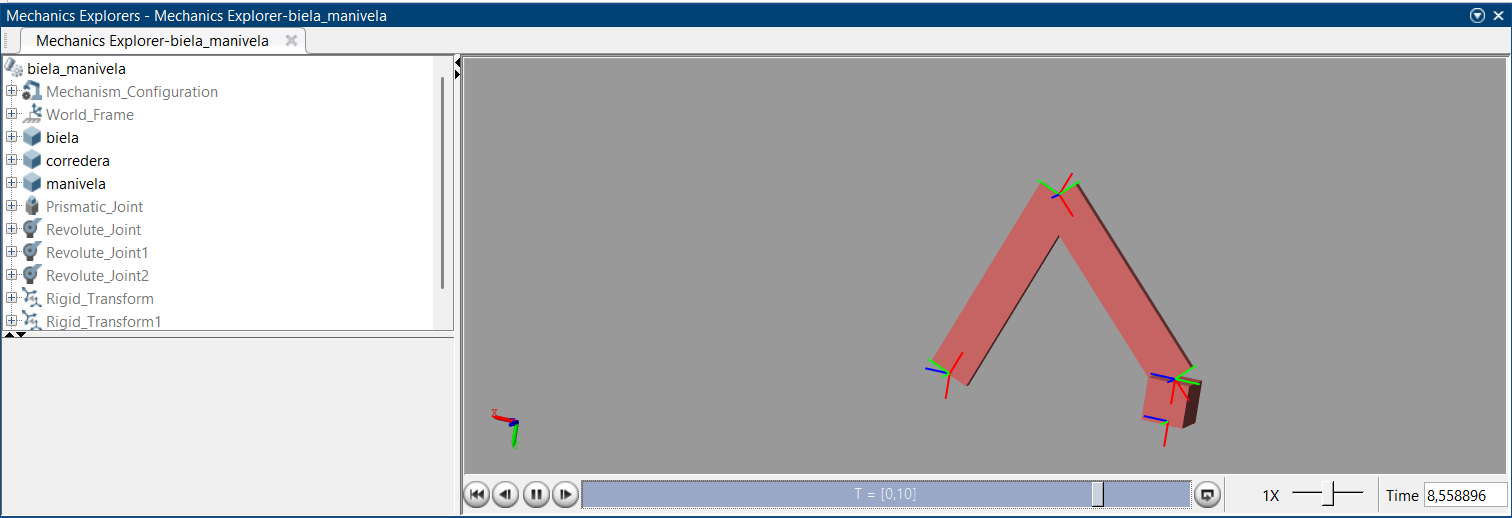 Mechanics Explorers - Mechanics Explorer-biela_manivela
Mechanics Explorer-biela_manivela
biela_manivela
Mechanism_Configuration
World_Frame
biela
corredera
manivela
Prismatic_Joint
Revolute_Joint
Revolute_Joint1
Revolute_Joint2
Rigid_Transform
Rigid_Transform1
x
T = [0,10]
1X
Time 8,558896